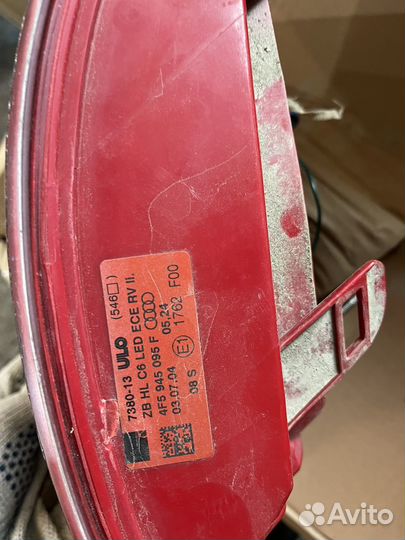 7380-13 ULO (546□)
ZB HL C6 LED ECE RV II.
4F5 945 095 F 05.24
03.07.04 E1 1762 F00
08 S
Avito